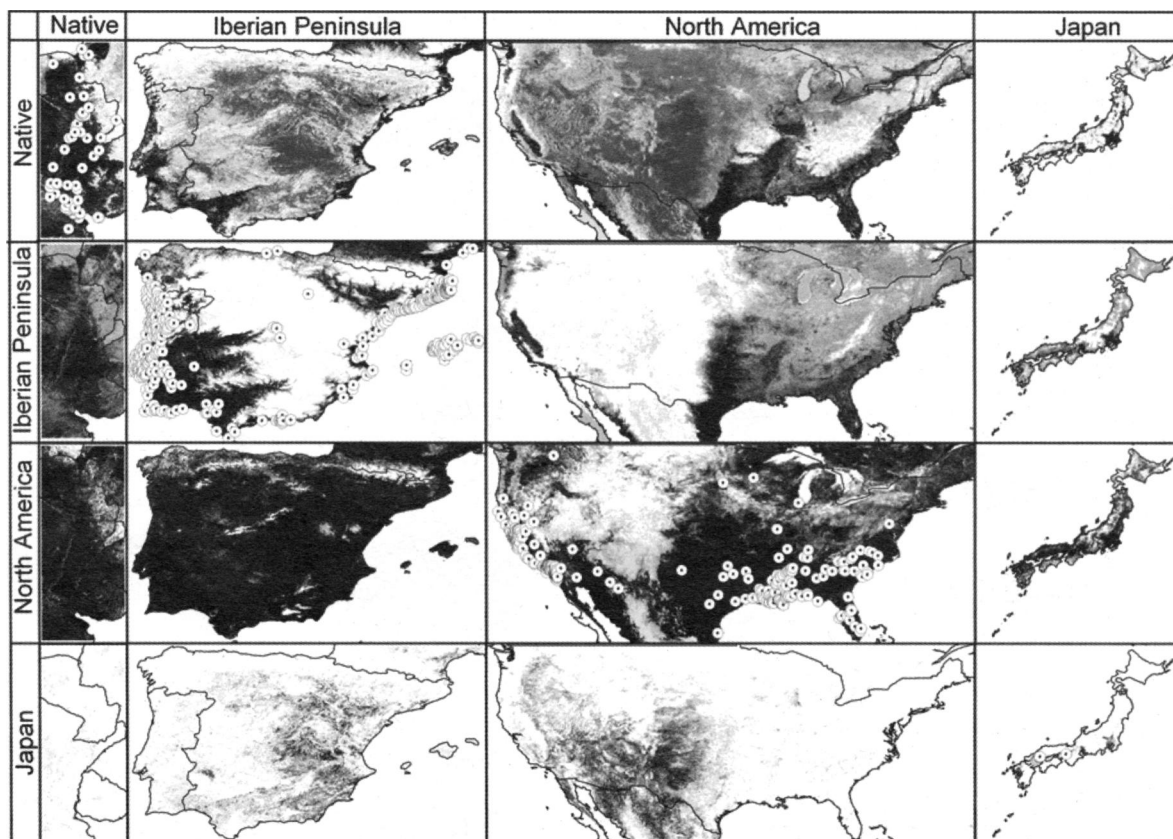 Native Iberian Peninsula North America Japan
Native
Iberian Peninsula
North America
Japan